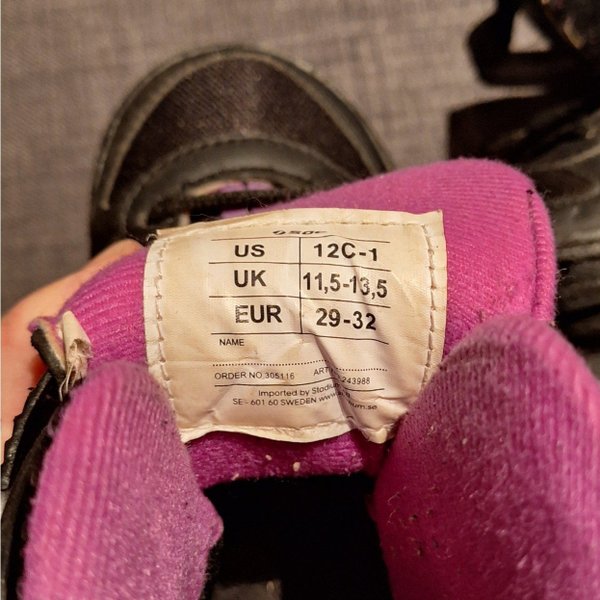 US 12C-1
UK 11,5-13,5
EUR 29-32
NAME
ORDER NO.305116 243988
Imported by Stadium
SE - 601 60 SWEDEN